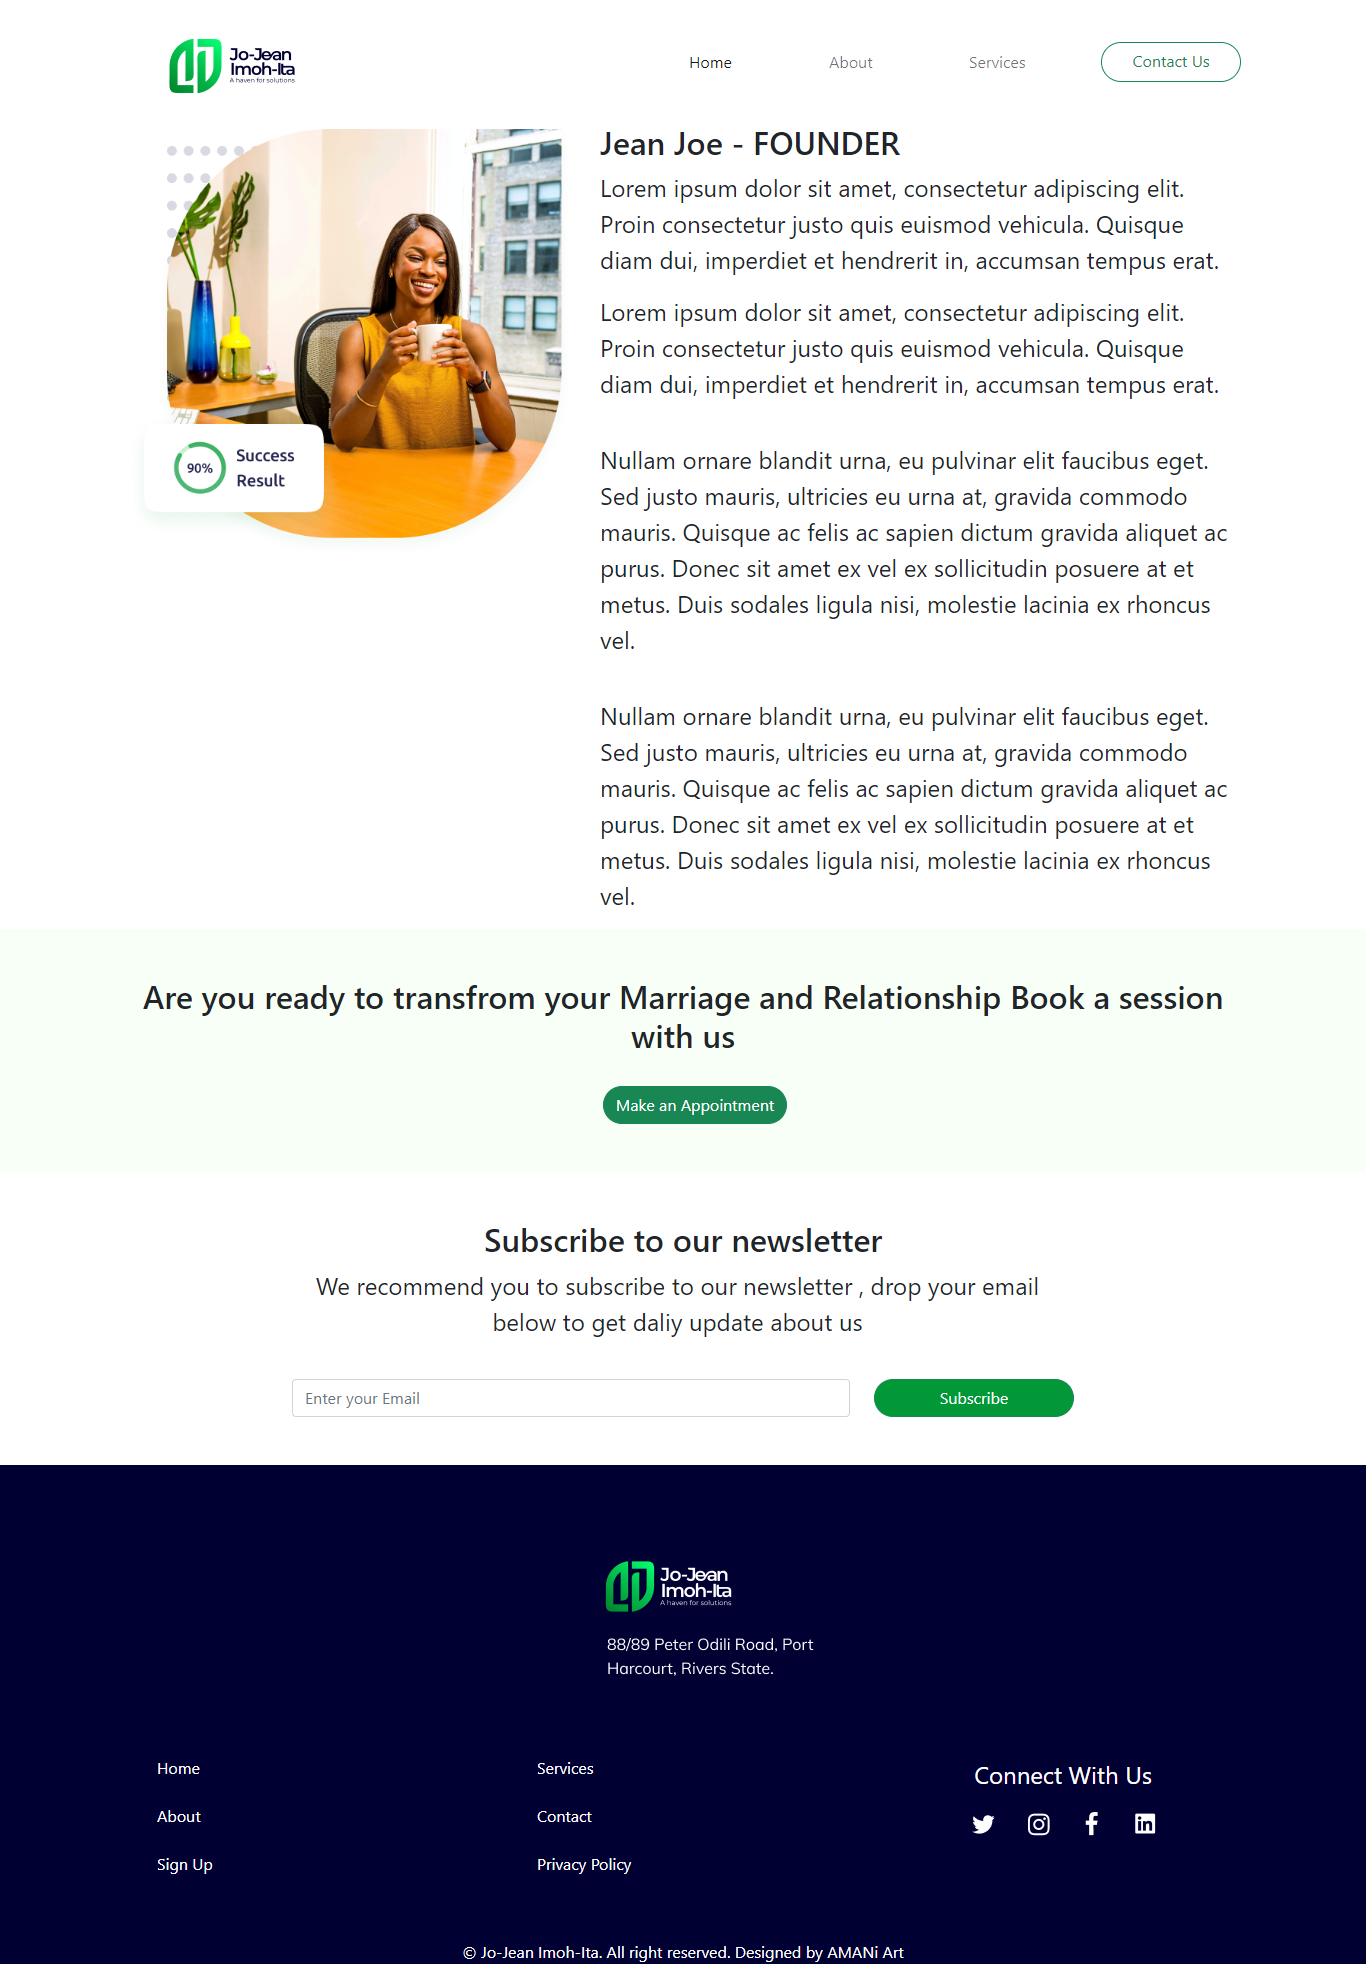 Jo-Jean
Imoh-Ita
A haven for solutions
Home
About
Services
Contact Us
Jean Joe - FOUNDER
Lorem ipsum dolor sit amet, consectetur adipiscing elit.
Proin consectetur justo quis euismod vehicula. Quisque
diam dui, imperdiet et hendrerit in, accumsan tempus erat.
Lorem ipsum dolor sit amet, consectetur adipiscing elit.
Proin consectetur justo quis euismod vehicula. Quisque
diam dui, imperdiet et hendrerit in, accumsan tempus erat.
90%
Success
Result
Nullam ornare blandit urna, eu pulvinar elit faucibus eget.
Sed justo mauris, ultricies eu urna at, gravida commodo
mauris. Quisque ac felis ac sapien dictum gravida aliquet ac
purus. Donec sit amet ex vel ex sollicitudin posuere at et
metus. Duis sodales ligula nisi, molestie lacinia ex rhoncus
vel.
Nullam ornare blandit urna, eu pulvinar elit faucibus eget.
Sed justo mauris, ultricies eu urna at, gravida commodo
mauris. Quisque ac felis ac sapien dictum gravida aliquet ac
purus. Donec sit amet ex vel ex sollicitudin posuere at et
metus. Duis sodales ligula nisi, molestie lacinia ex rhoncus
vel.
Are you ready to transfrom your Marriage and Relationship Book a session
with us
Make an Appointment
Subscribe to our newsletter
We recommend you to subscribe to our newsletter , drop your email
below to get daliy update about us
Enter your Email
Subscribe
Jo-Jean
Imoh-Ita
A haven for solutions
88/89 Peter Odili Road, Port
Harcourt, Rivers State.
Home
About
Sign Up
Services
Contact
Privacy Policy
Connect With Us
© Jo-Jean Imoh-Ita. All right reserved. Designed by AMANi Art